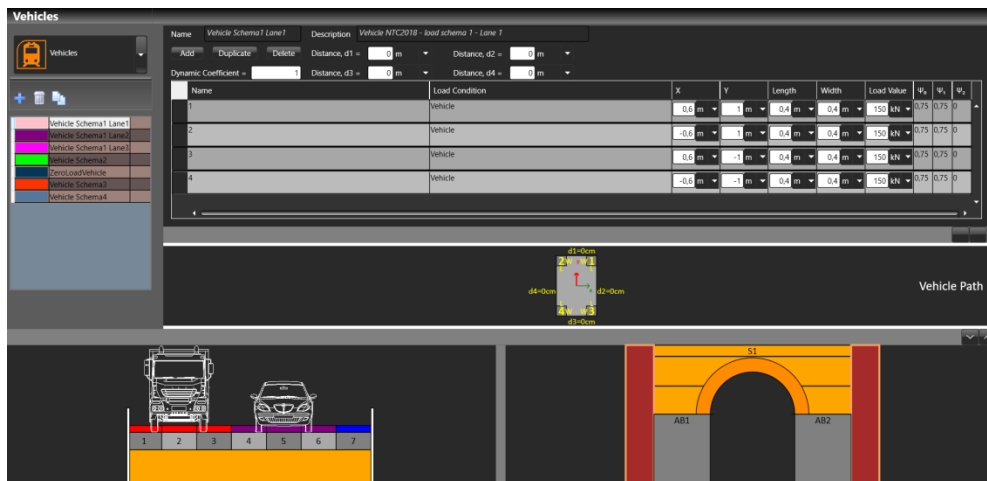 Vehicles
Vehicles
Name Vehicle Schema1 Lane1 Description Vehicle NTC2018 - load schema 1 - Lane 1
Add Duplicate Delete Distance, d1 = 0 m Distance, d2 = 0 m
Dynamic Coefficient = 1 Distance, d3 = 0 m Distance, d4 = 0 m
Name Load Condition X Y Length Width Load Value Ψ₀ Ψ₁ Ψ₂
1 Vehicle 0,6 m 1 m 0,4 m 0,4 m 150 kN 0,75 0,75 0
2 Vehicle -0,6 m 1 m 0,4 m 0,4 m 150 kN 0,75 0,75 0
3 Vehicle 0,6 m -1 m 0,4 m 0,4 m 150 kN 0,75 0,75 0
4 Vehicle -0,6 m -1 m 0,4 m 0,4 m 150 kN 0,75 0,75 0
Vehicle Schema1 Lane1
Vehicle Schema1 Lane2
Vehicle Schema1 Lane3
Vehicle Schema2
ZeroLoadVehicle
Vehicle Schema3
Vehicle Schema4
d1=0cm
2 w w 1
L L
d4=0cm d2=0cm
4 w w 3
d3=0cm
Vehicle Path
1 2 3 4 5 6 7
S1
AB1 AB2